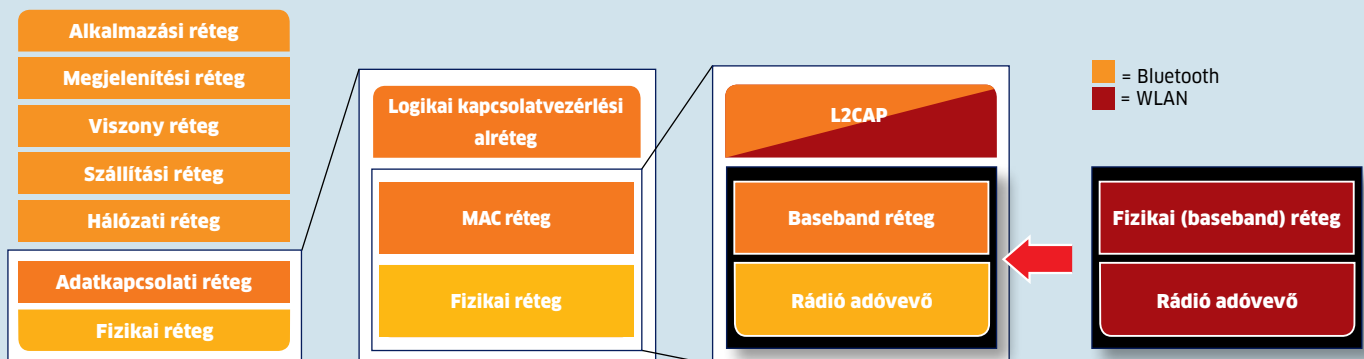 Alkalmazási réteg
Megjelenítési réteg
Viszony réteg
Szállítási réteg
Hálózati réteg
Adatkapcsolati réteg
Fizikai réteg
Logikai kapcsolatvezérlési
alréteg
MAC réteg
Fizikai réteg
L2CAP
Baseband réteg
Rádió adóvevő
= Bluetooth
= WLAN
Fizikai (baseband) réteg
Rádió adóvevő